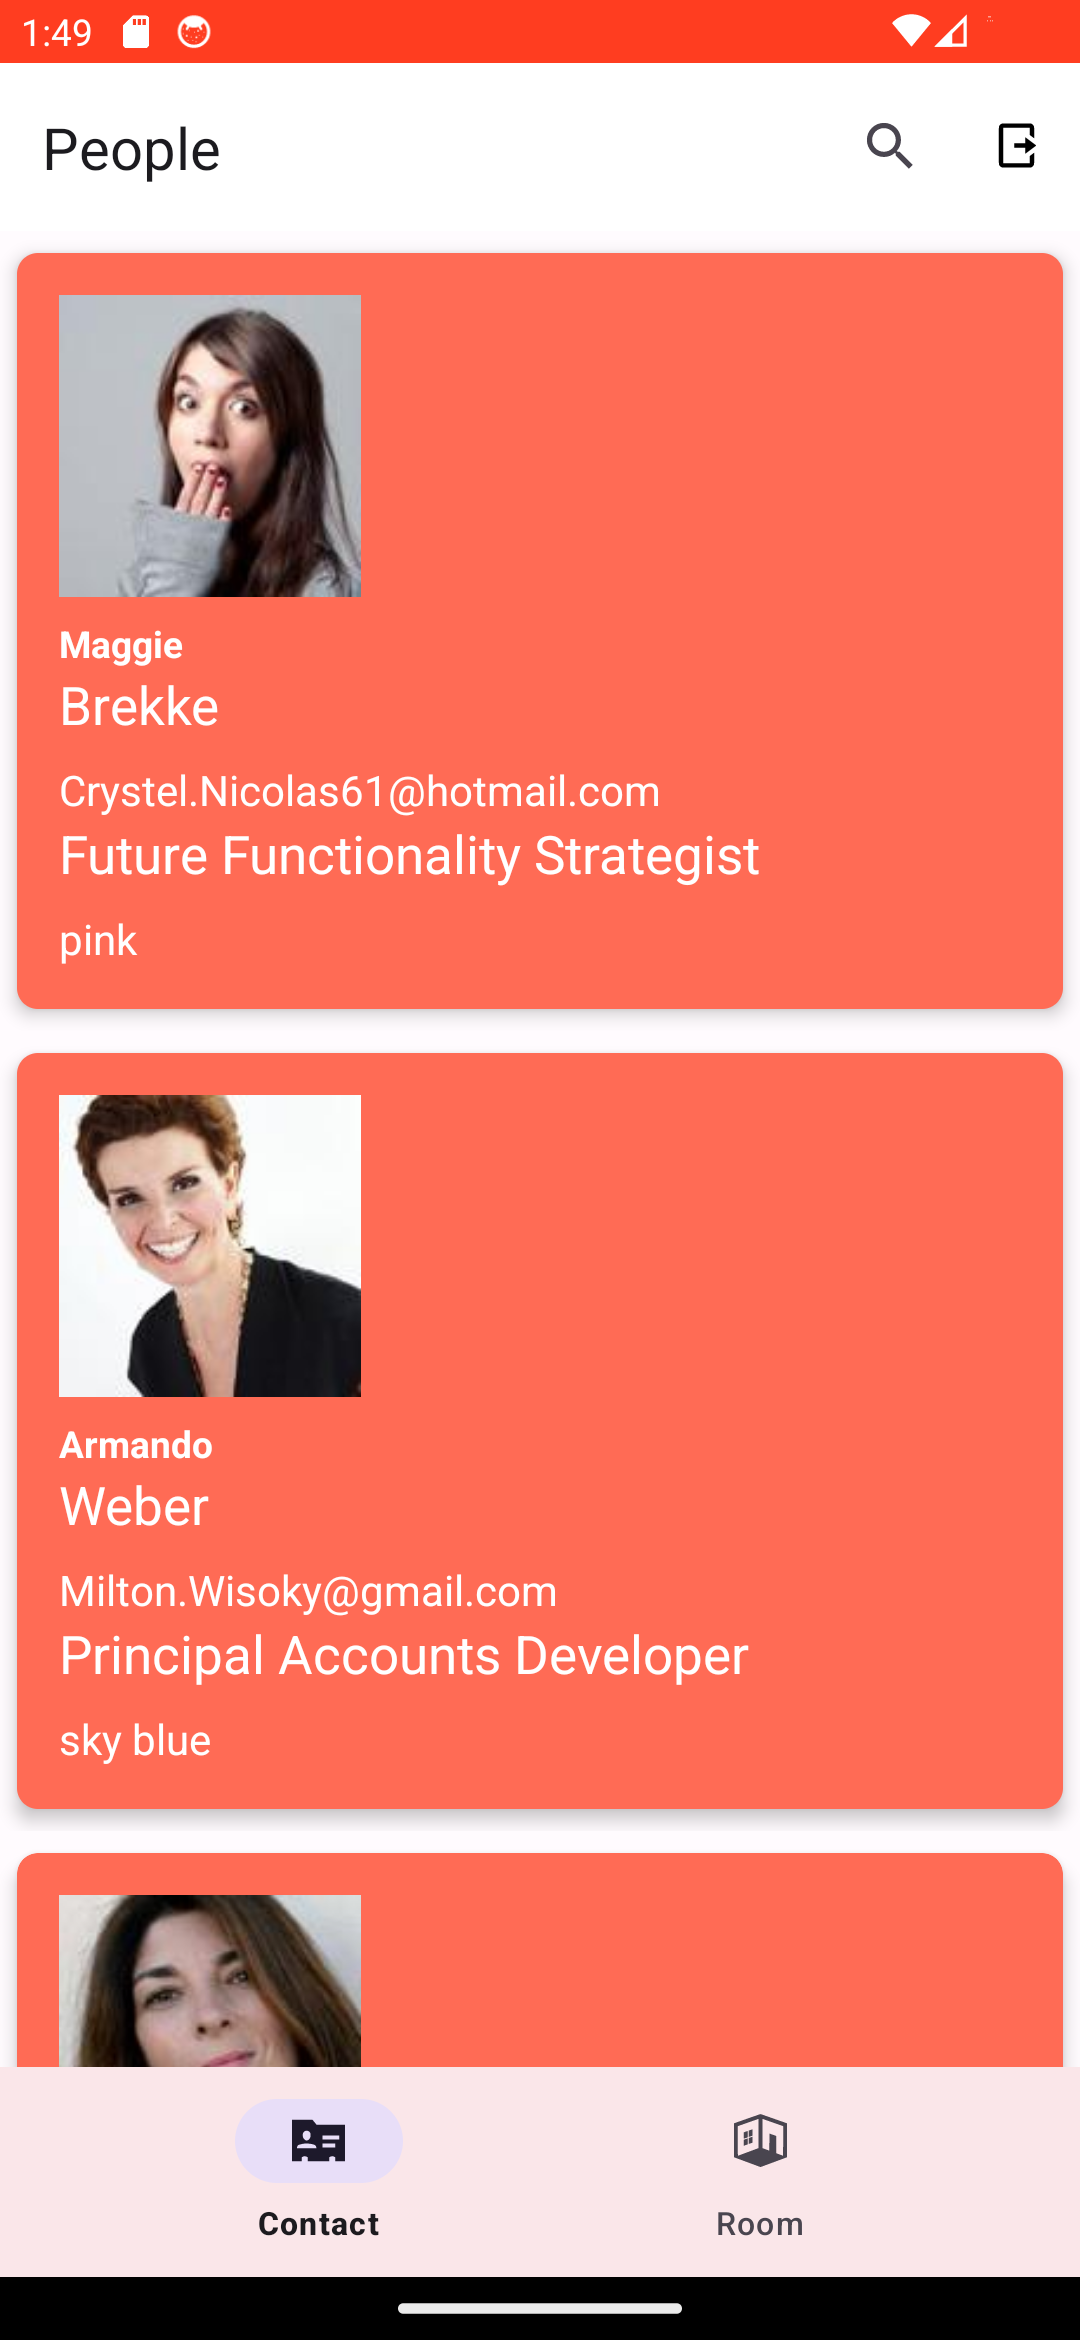 1:49
People
Maggie
Brekke
Crystel.Nicolas61@hotmail.com
Future Functionality Strategist
pink
Armando
Weber
Milton.Wisoky@gmail.com
Principal Accounts Developer
sky blue
Contact
Room